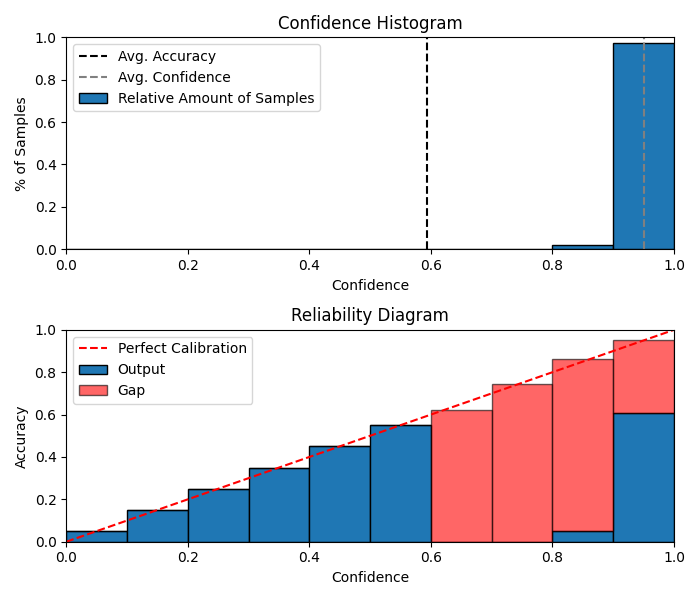 Confidence Histogram
1.0
0.8
0.6
0.4
0.2
0.0
% of Samples
Avg. Accuracy
Avg. Confidence
Relative Amount of Samples
0.0 0.2 0.4 0.6 0.8 1.0
Confidence
Reliability Diagram
1.0
0.8
0.6
0.4
0.2
0.0
Accuracy
Perfect Calibration
Output
Gap
0.0 0.2 0.4 0.6 0.8 1.0
Confidence